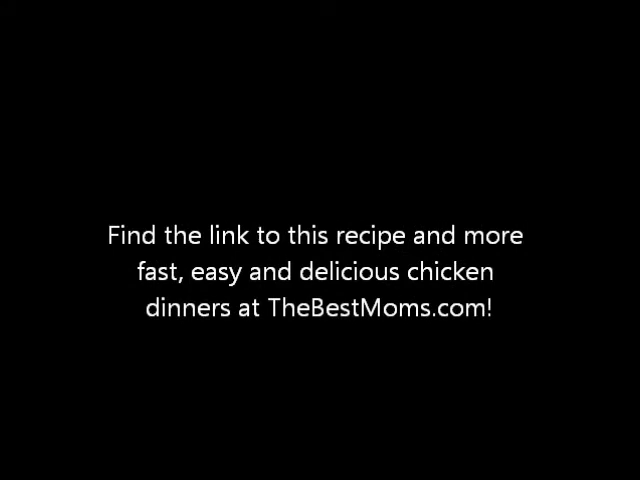 Find the link to this recipe and more
fast, easy and delicious chicken
dinners at TheBestMoms.com!